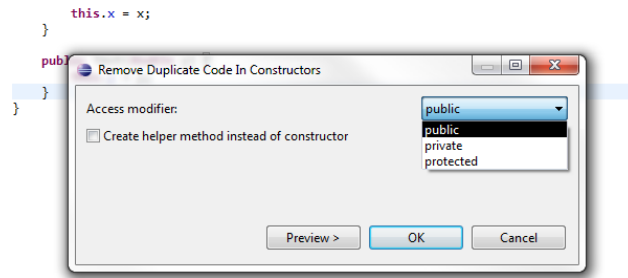 this.x = x;
}
publ
Remove Duplicate Code In Constructors
}
}
Access modifier:
public
Create helper method instead of constructor
public
private
protected
Preview >
OK
Cancel